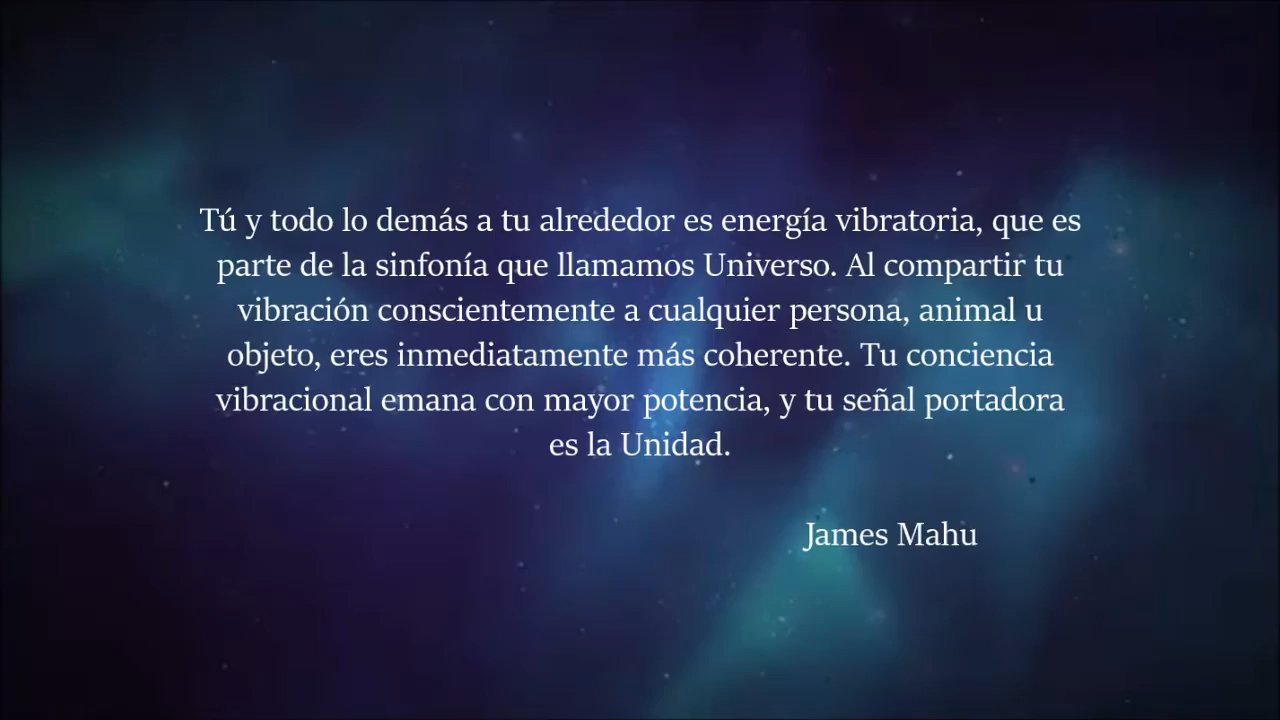 Tú y todo lo demás a tu alrededor es energía vibratoria, que es
parte de la sinfonía que llamamos Universo. Al compartir tu
vibración conscientemente a cualquier persona, animal u
objeto, eres inmediatamente más coherente. Tu conciencia
vibracional emana con mayor potencia, y tu señal portadora
es la Unidad.
James Mahu